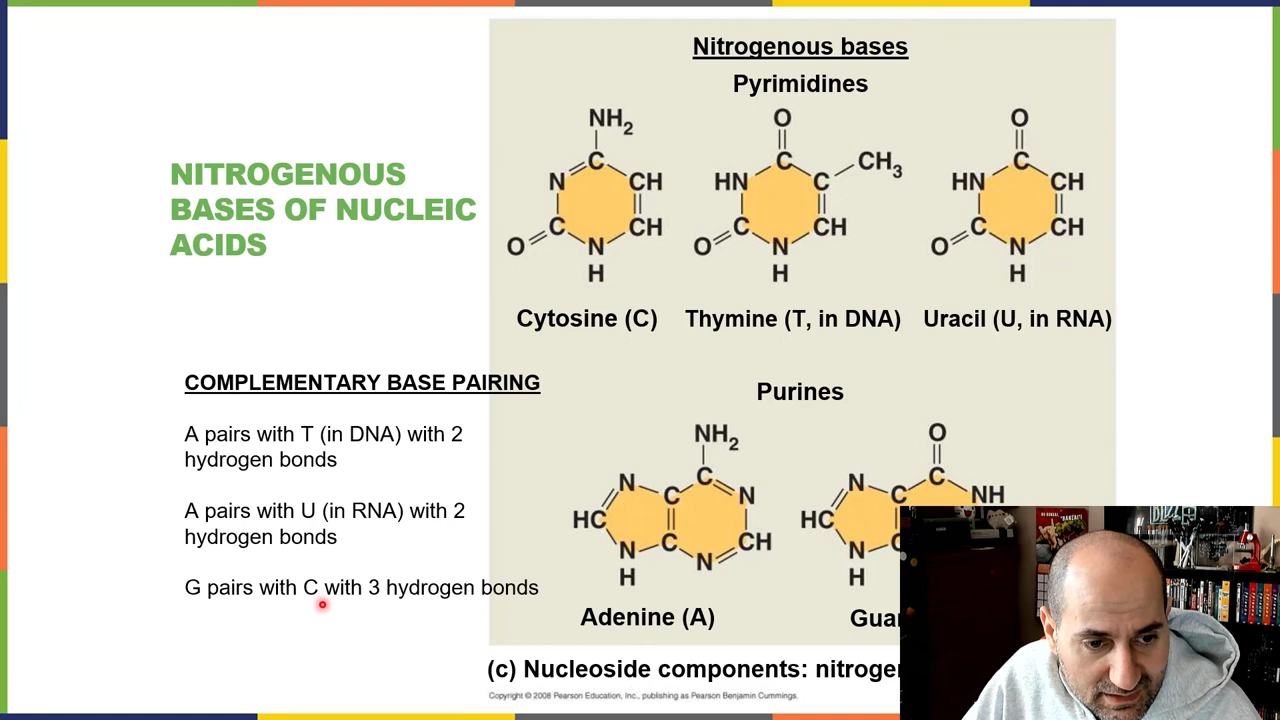 NITROGENOUS
BASES OF NUCLEIC
ACIDS
COMPLEMENTARY BASE PAIRING
A pairs with T (in DNA) with 2
hydrogen bonds
A pairs with U (in RNA) with 2
hydrogen bonds
G pairs with C with 3 hydrogen bonds
Nitrogenous bases
Pyrimidines
NH2
C
N CH
C CH
O N
H
Cytosine (C)
O
C CH3
HN C
C CH
O N
H
Thymine (T, in DNA)
O
C
HN CH
C CH
O N
H
Uracil (U, in RNA)
Purines
NH2
N C
C N
HC
C CH
N N
H
Adenine (A)
O
N C
C NH
HC
N C
H
Guar
(c) Nucleoside components: nitroger
Copyright © 2008 Pearson Education, Inc., publishing as Pearson Benjamin Cummings.